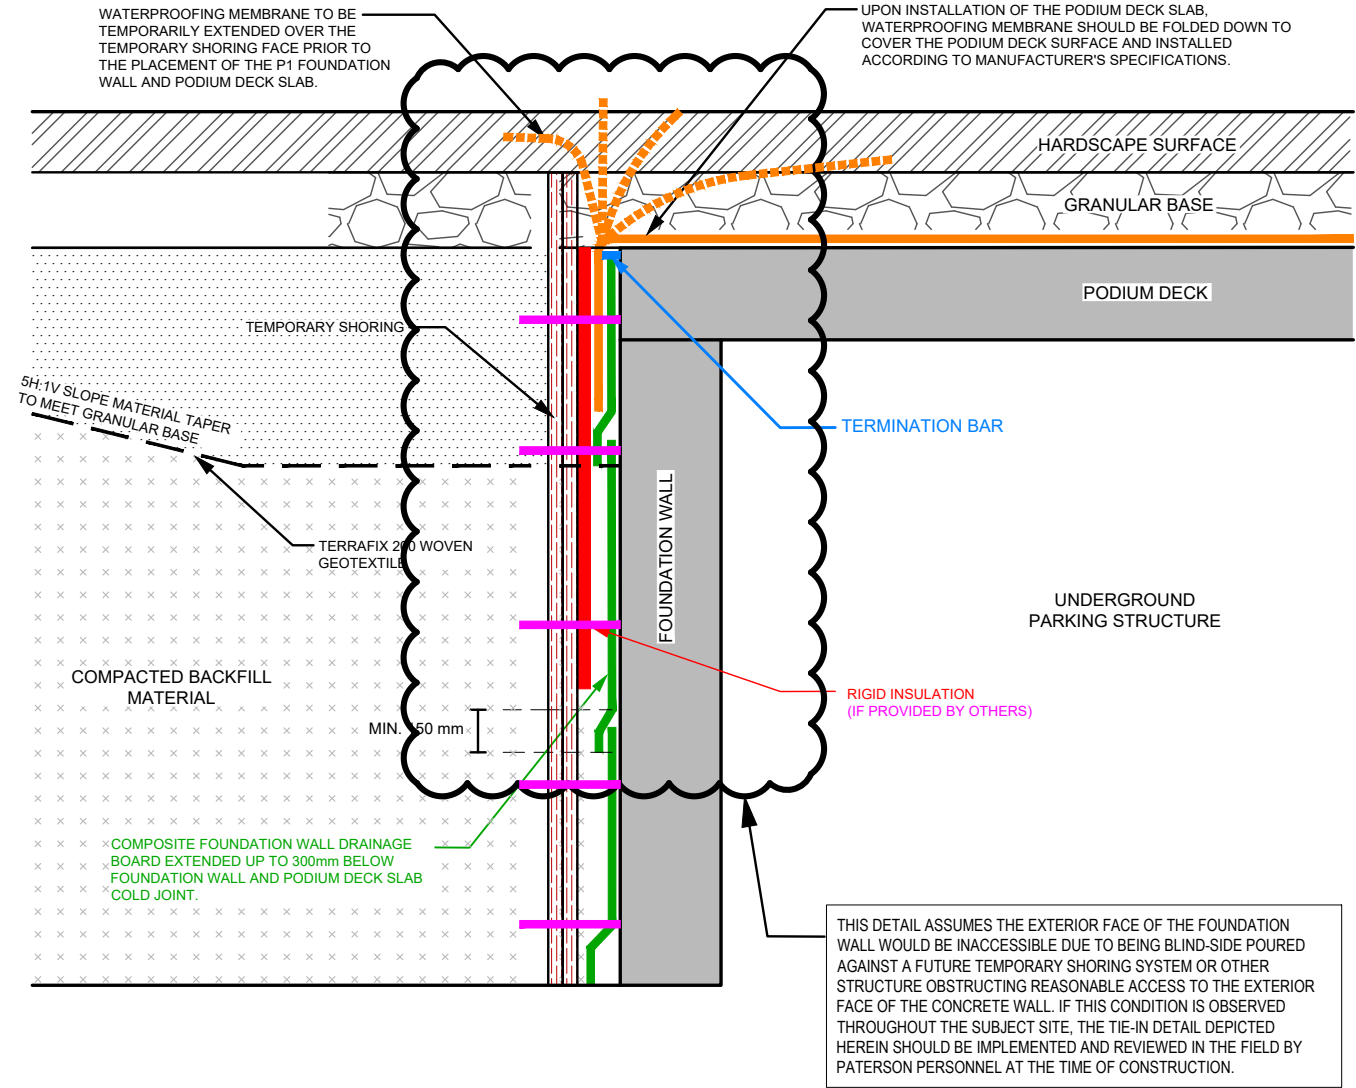 WATERPROOFING MEMBRANE TO BE
TEMPORARILY EXTENDED OVER THE
TEMPORARY SHORING FACE PRIOR TO
THE PLACEMENT OF THE P1 FOUNDATION
WALL AND PODIUM DECK SLAB.
UPON INSTALLATION OF THE PODIUM DECK SLAB,
WATERPROOFING MEMBRANE SHOULD BE FOLDED DOWN TO
COVER THE PODIUM DECK SURFACE AND INSTALLED
ACCORDING TO MANUFACTURER'S SPECIFICATIONS.
HARDSCAPE SURFACE
GRANULAR BASE
PODIUM DECK
TEMPORARY SHORING
5H:1V SLOPE MATERIAL TAPER
TO MEET GRANULAR BASE
TERMINATION BAR
TERRAFIX 200 WOVEN
GEOTEXTILE
FOUNDATION WALL
UNDERGROUND
PARKING STRUCTURE
COMPACTED BACKFILL
MATERIAL
RIGID INSULATION
(IF PROVIDED BY OTHERS)
MIN. 150 mm
COMPOSITE FOUNDATION WALL DRAINAGE
BOARD EXTENDED UP TO 300mm BELOW
FOUNDATION WALL AND PODIUM DECK SLAB
COLD JOINT.
THIS DETAIL ASSUMES THE EXTERIOR FACE OF THE FOUNDATION
WALL WOULD BE INACCESSIBLE DUE TO BEING BLIND-SIDE POURED
AGAINST A FUTURE TEMPORARY SHORING SYSTEM OR OTHER
STRUCTURE OBSTRUCTING REASONABLE ACCESS TO THE EXTERIOR
FACE OF THE CONCRETE WALL. IF THIS CONDITION IS OBSERVED
THROUGHOUT THE SUBJECT SITE, THE TIE-IN DETAIL DEPICTED
HEREIN SHOULD BE IMPLEMENTED AND REVIEWED IN THE FIELD BY
PATERSON PERSONNEL AT THE TIME OF CONSTRUCTION.